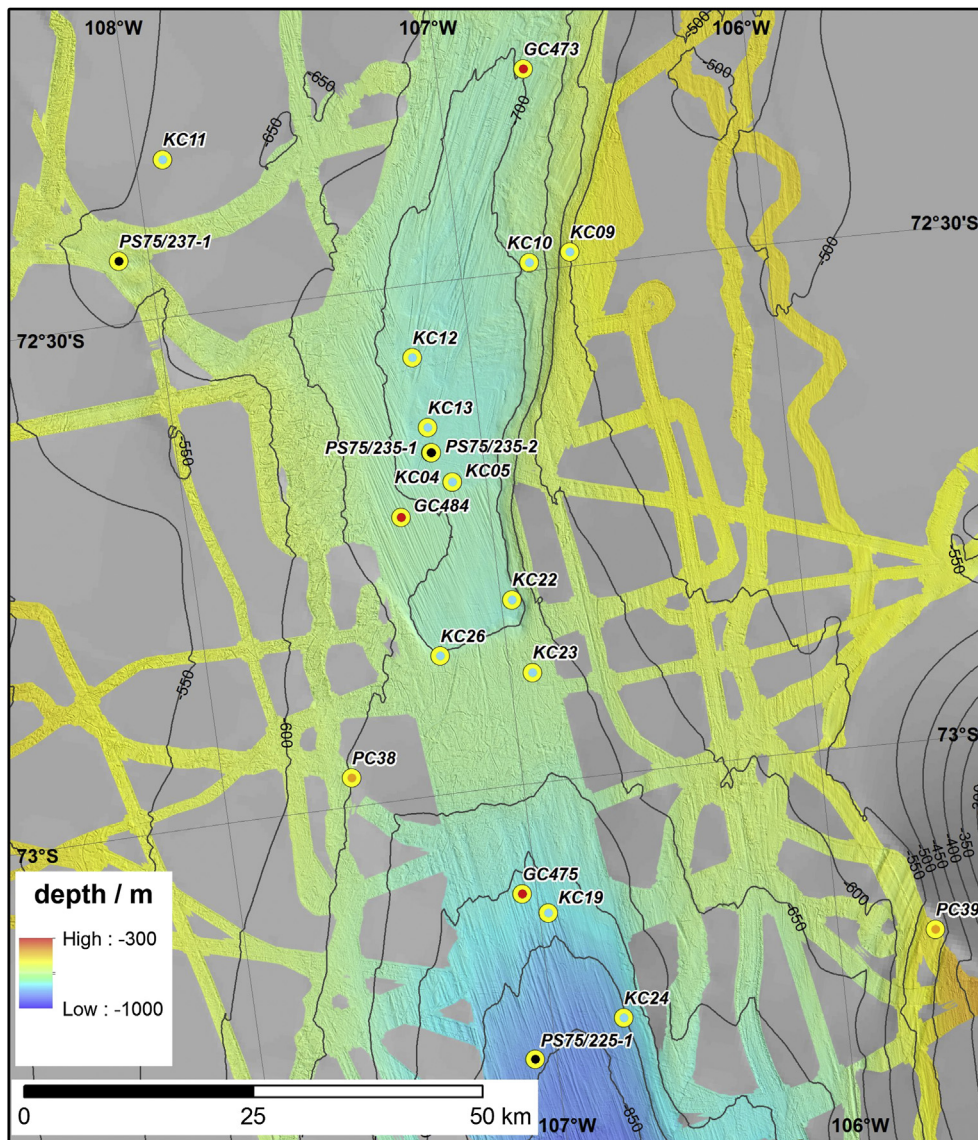 108°W
107°W
106°W
GC473
-500
-500
-650
-650
-700
KC11
72°30'S
PS75/237-1
KC10
KC09
-500
72°30'S
KC12
KC13
PS75/235-1
PS75/235-2
-550
KC04
KC05
GC484
-550
KC22
KC26
KC23
-550
-600
73°S
PC38
73°S
-350
-400
-450
-500
-550
GC475
-600
KC19
-650
PC39
depth / m
High : -300
Low : -1000
KC24
PS75/225-1
0
25
50 km
-850
107°W
106°W